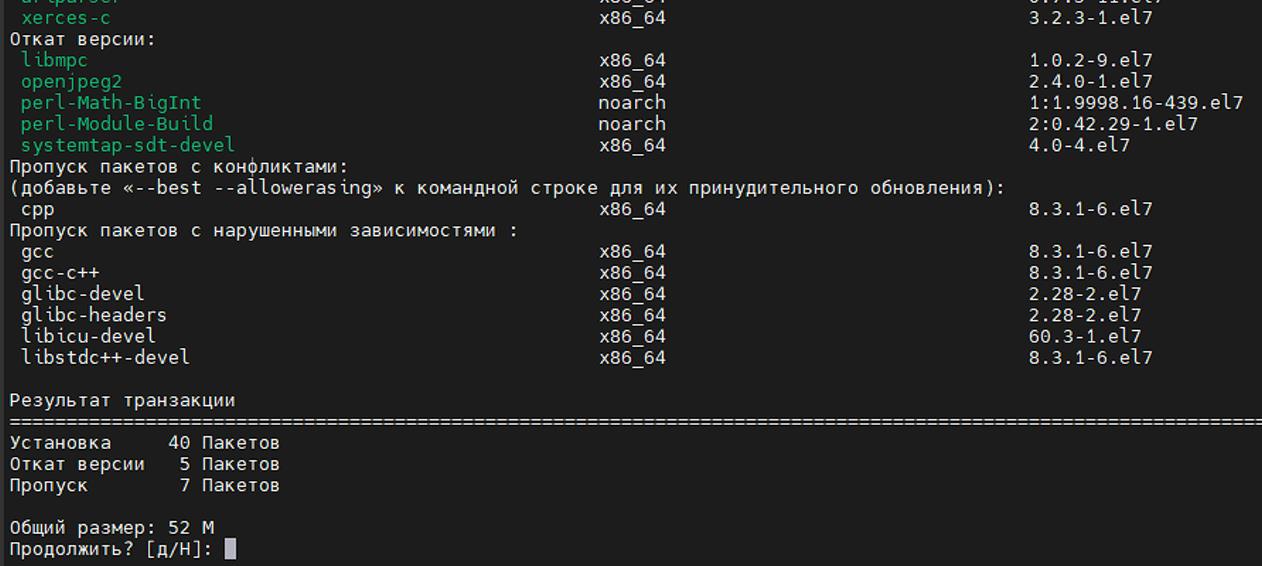 xerces-c x86_64 3.2.3-1.el7
Откат версии:
libmpc x86_64 1.0.2-9.el7
openjpeg2 x86_64 2.4.0-1.el7
perl-Math-BigInt noarch 1:1.9998.16-439.el7
perl-Module-Build noarch 2:0.42.29-1.el7
systemtap-sdt-devel x86_64 4.0-4.el7
Пропуск пакетов с конфликтами:
(добавьте «--best --allowerasing» к командной строке для их принудительного обновления):
cpp x86_64 8.3.1-6.el7
Пропуск пакетов с нарушенными зависимостями :
gcc x86_64 8.3.1-6.el7
gcc-c++ x86_64 8.3.1-6.el7
glibc-devel x86_64 2.28-2.el7
glibc-headers x86_64 2.28-2.el7
libicu-devel x86_64 60.3-1.el7
libstdc++-devel x86_64 8.3.1-6.el7
Результат транзакции
================================================================================
Установка 40 Пакетов
Откат версии 5 Пакетов
Пропуск 7 Пакетов
Общий размер: 52 M
Продолжить? [д/Н]: